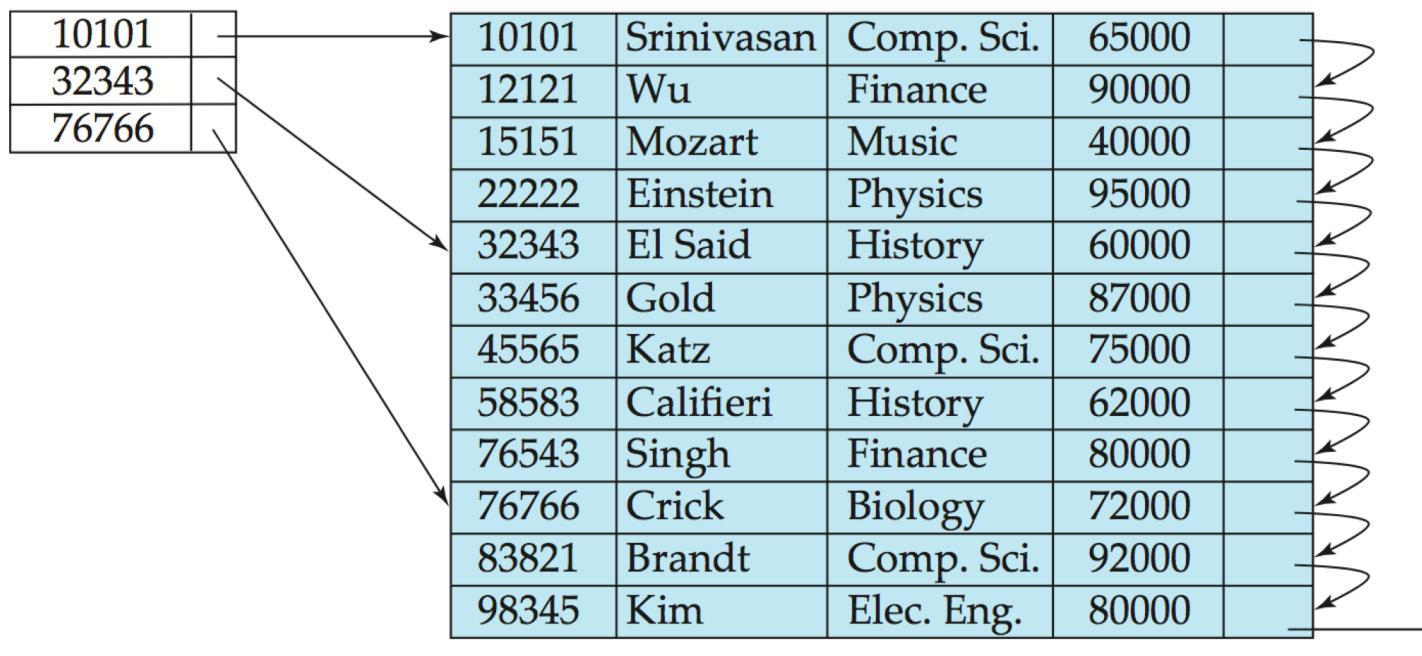 10101
32343
76766
10101 Srinivasan Comp. Sci. 65000
12121 Wu Finance 90000
15151 Mozart Music 40000
22222 Einstein Physics 95000
32343 El Said History 60000
33456 Gold Physics 87000
45565 Katz Comp. Sci. 75000
58583 Califieri History 62000
76543 Singh Finance 80000
76766 Crick Biology 72000
83821 Brandt Comp. Sci. 92000
98345 Kim Elec. Eng. 80000